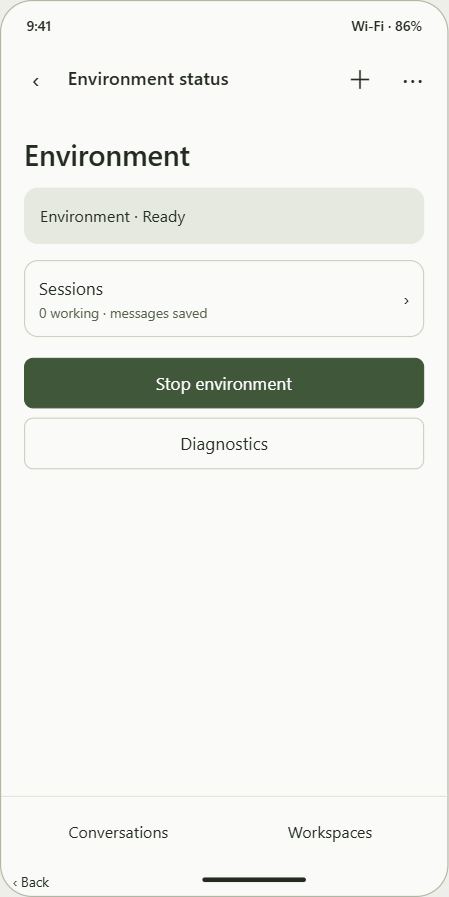 9:41
Wi-Fi · 86%
‹ Environment status + ...
Environment
Environment · Ready
Sessions
0 working · messages saved
›
Stop environment
Diagnostics
Conversations
Workspaces
‹ Back